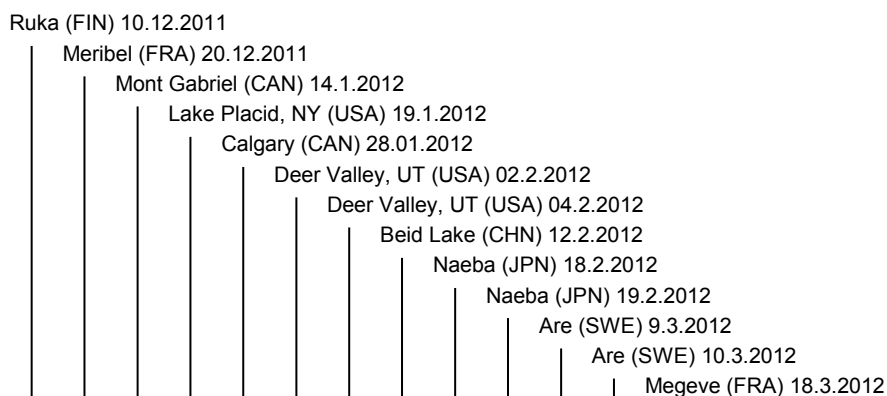 Ruka (FIN) 10.12.2011
Meribel (FRA) 20.12.2011
Mont Gabriel (CAN) 14.1.2012
Lake Placid, NY (USA) 19.1.2012
Calgary (CAN) 28.01.2012
Deer Valley, UT (USA) 02.2.2012
Deer Valley, UT (USA) 04.2.2012
Beid Lake (CHN) 12.2.2012
Naeba (JPN) 18.2.2012
Naeba (JPN) 19.2.2012
Are (SWE) 9.3.2012
Are (SWE) 10.3.2012
Megeve (FRA) 18.3.2012